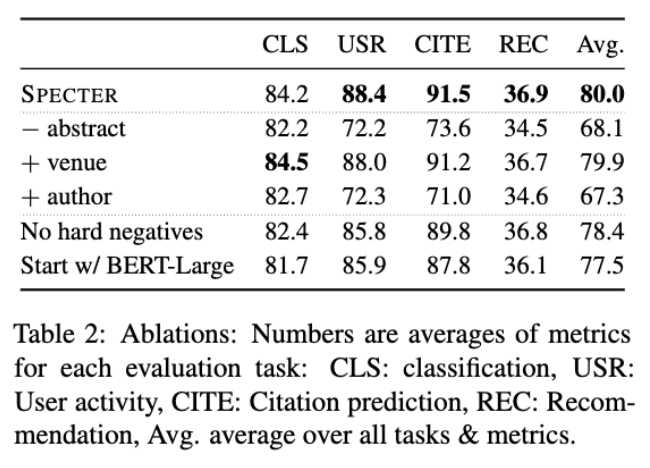 CLS USR CITE REC Avg.
SPECTER 84.2 88.4 91.5 36.9 80.0
− abstract 82.2 72.2 73.6 34.5 68.1
+ venue 84.5 88.0 91.2 36.7 79.9
+ author 82.7 72.3 71.0 34.6 67.3
No hard negatives 82.4 85.8 89.8 36.8 78.4
Start w/ BERT-Large 81.7 85.9 87.8 36.1 77.5
Table 2: Ablations: Numbers are averages of metrics
for each evaluation task: CLS: classification, USR:
User activity, CITE: Citation prediction, REC: Recom-
mendation, Avg. average over all tasks & metrics.